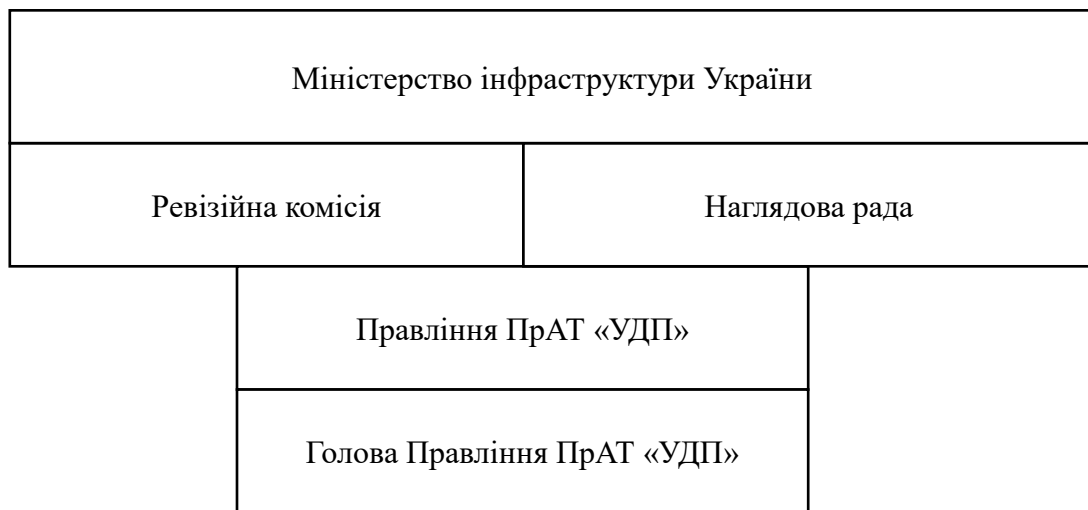 Міністерство інфраструктури України
Ревізійна комісія
Наглядова рада
Правління ПрАТ «УДП»
Голова Правління ПрАТ «УДП»